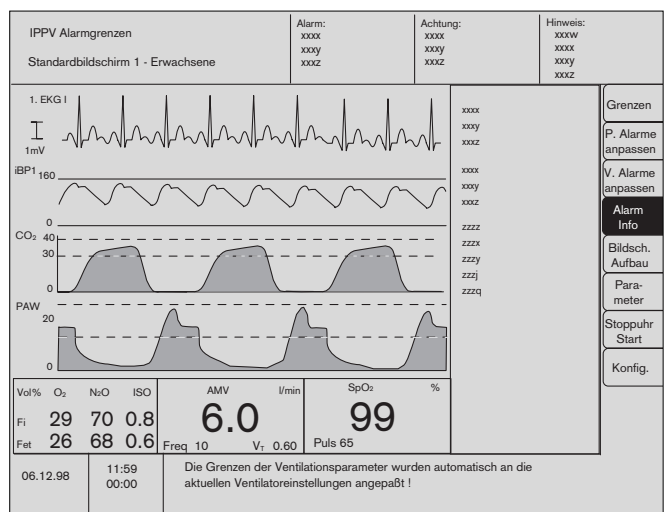 IPPV Alarmgrenzen
Standardbildschirm 1 - Erwachsene
Alarm:
xxxx
xxxy
xxxz
Achtung:
xxxx
xxxy
xxxz
Hinweis:
xxxw
xxxx
xxxy
xxxz
1. EKG I
1mV
iBP1
160
0
CO₂
40
30
0
PAW
20
0
xxxx
xxxy
xxxz
xxxx
xxxy
xxxz
zzzz
zzzx
zzzy
zzzj
zzzq
Grenzen
P. Alarme
anpassen
V. Alarme
anpassen
Alarm
Info
Bildsch.
Aufbau
Para-
meter
Stoppuhr
Start
Konfig.
Vol% O₂ N₂O ISO
Fi 29 70 0.8
Fet 26 68 0.6
AMV l/min
6.0
Freq 10 VT 0.60
SpO₂ %
99
Puls 65
06.12.98
11:59
00:00
Die Grenzen der Ventilationsparameter wurden automatisch an die
aktuellen Ventilatoreinstellungen angepaßt !